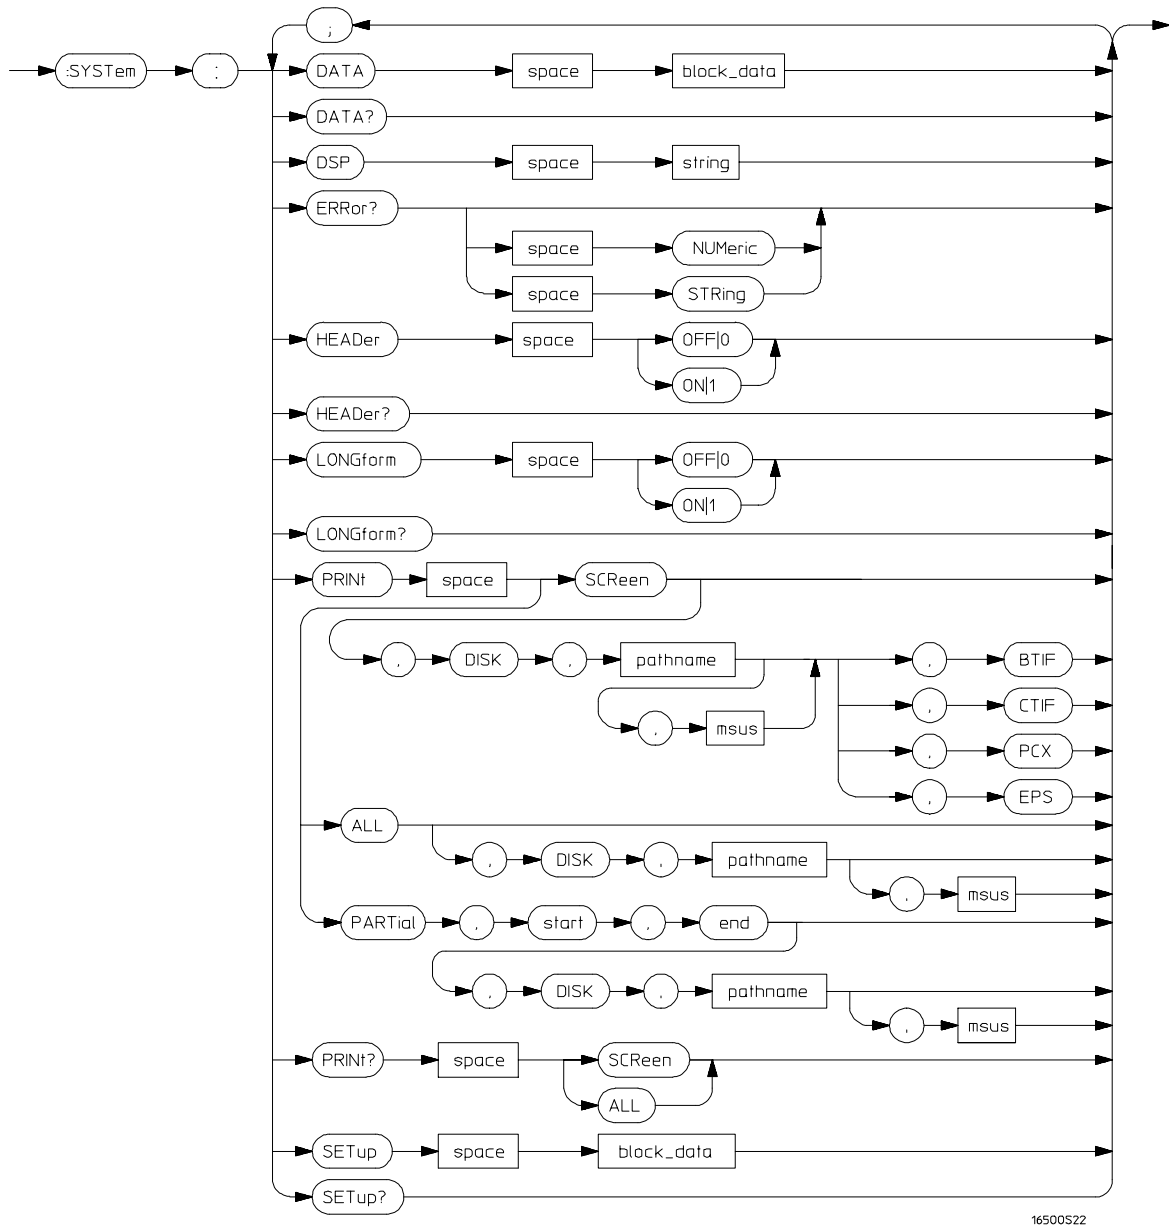 ;
:SYSTem : DATA space block_data
DATA?
DSP space string
ERRor?
space NUMeric
space STRing
HEADer space OFF|0
ON|1
HEADer?
LONGform space OFF|0
ON|1
LONGform?
PRINt space SCReen
, DISK , pathname , BTIF
, msus , CTIF
, PCX
, EPS
ALL
, DISK , pathname
, msus
PARTial , start , end
, DISK , pathname
, msus
PRINt? space SCReen
ALL
SETup space block_data
SETup?
16500S22